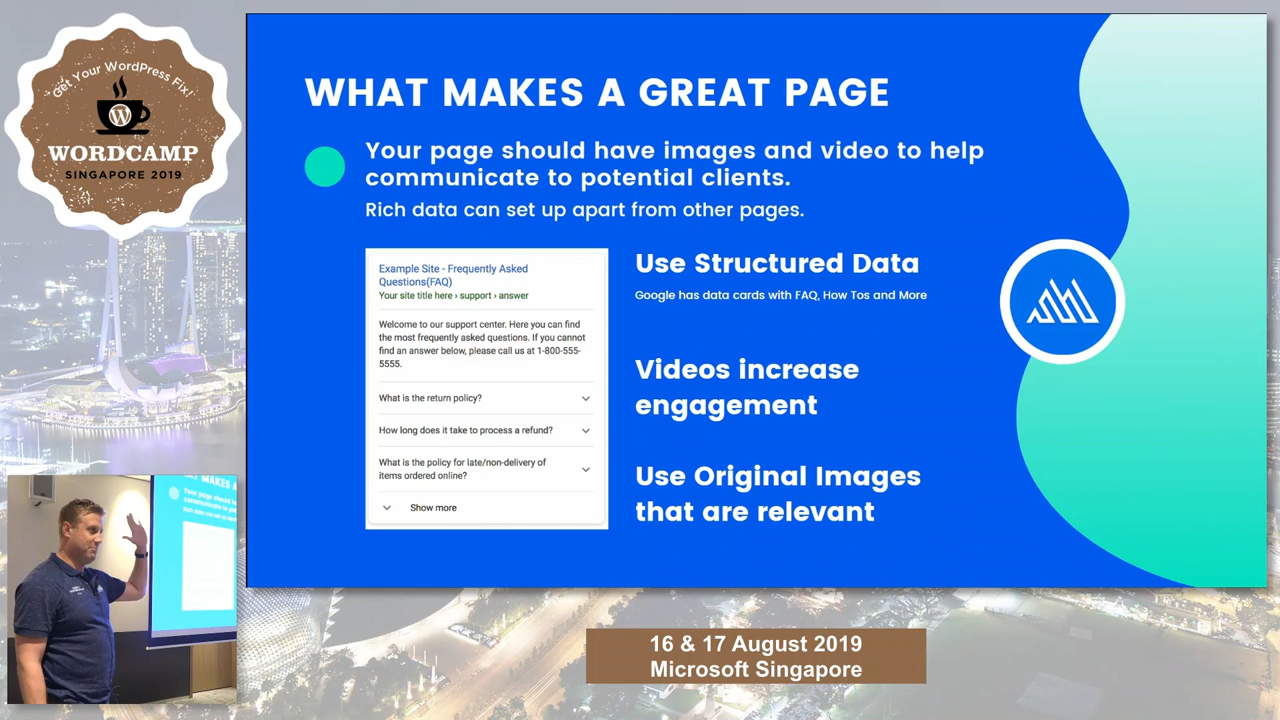 Get Your WordPress Fix!
WORDCAMP
SINGAPORE 2019
WHAT MAKES A GREAT PAGE
Your page should have images and video to help
communicate to potential clients.
Rich data can set up apart from other pages.
Example Site - Frequently Asked
Questions(FAQ)
Your site title here › support › answer
Welcome to our support center. Here you can find
the most frequently asked questions. If you cannot
find an answer below, please call us at 1-800-555-
5555.
What is the return policy?
How long does it take to process a refund?
What is the policy for late/non-delivery of
items ordered online?
Show more
Use Structured Data
Google has data cards with FAQ, How Tos and More
Videos increase
engagement
Use Original Images
that are relevant
Your page should
communicate to
16 & 17 August 2019
Microsoft Singapore